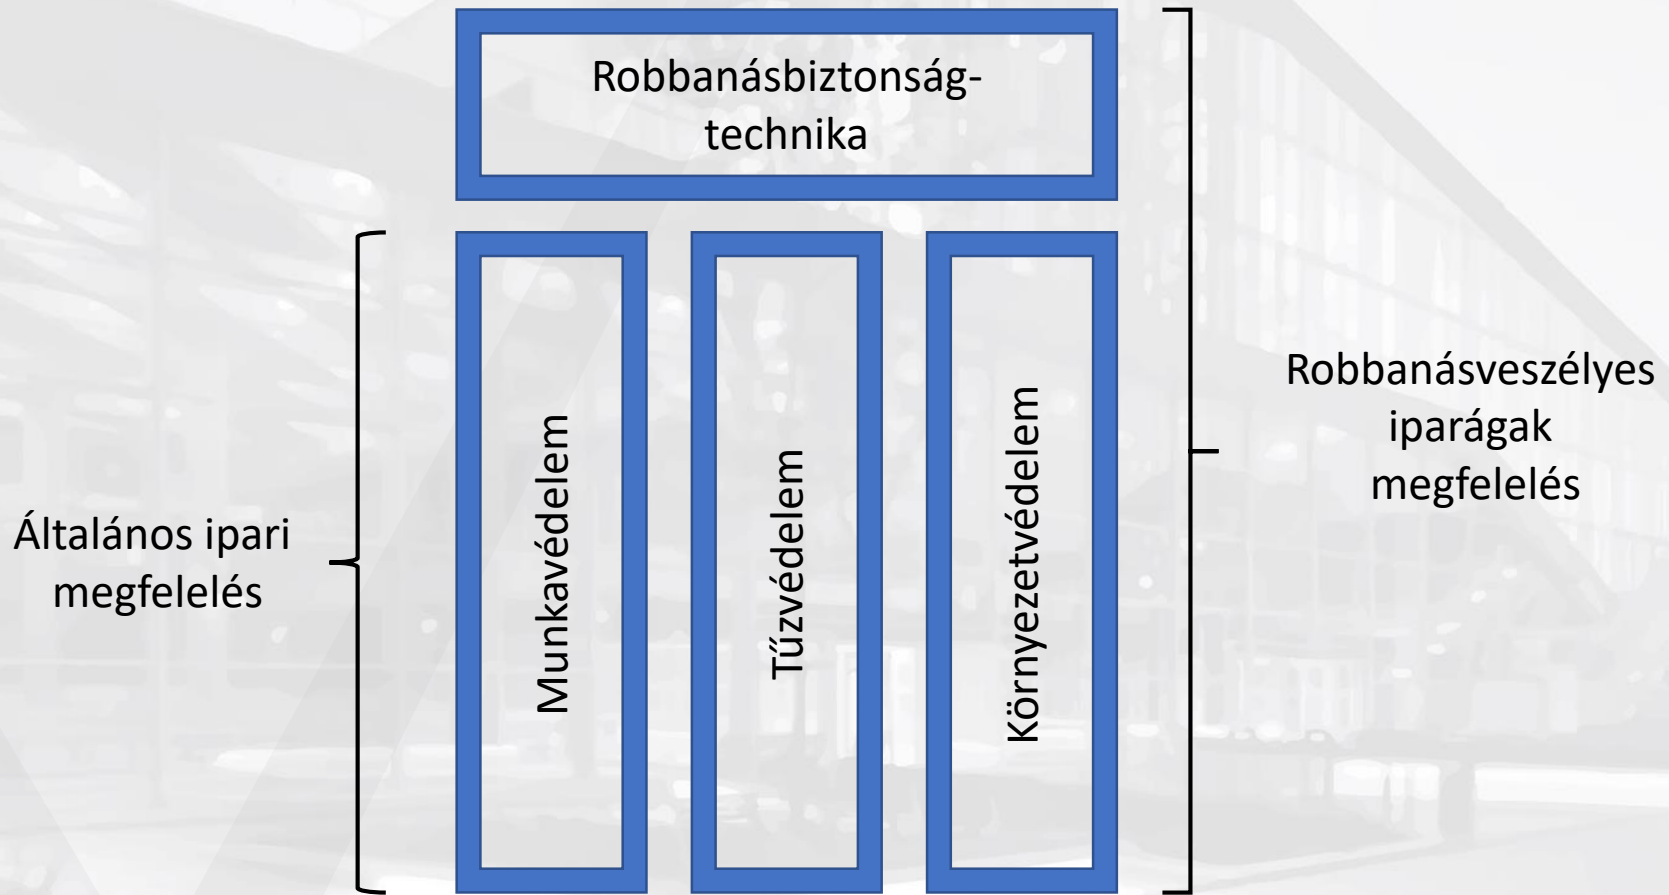 Robbanásbiztonság-
technika
Általános ipari
megfelelés
Munkavédelem
Tűzvédelem
Környezetvédelem
Robbanásveszélyes
iparágak
megfelelés